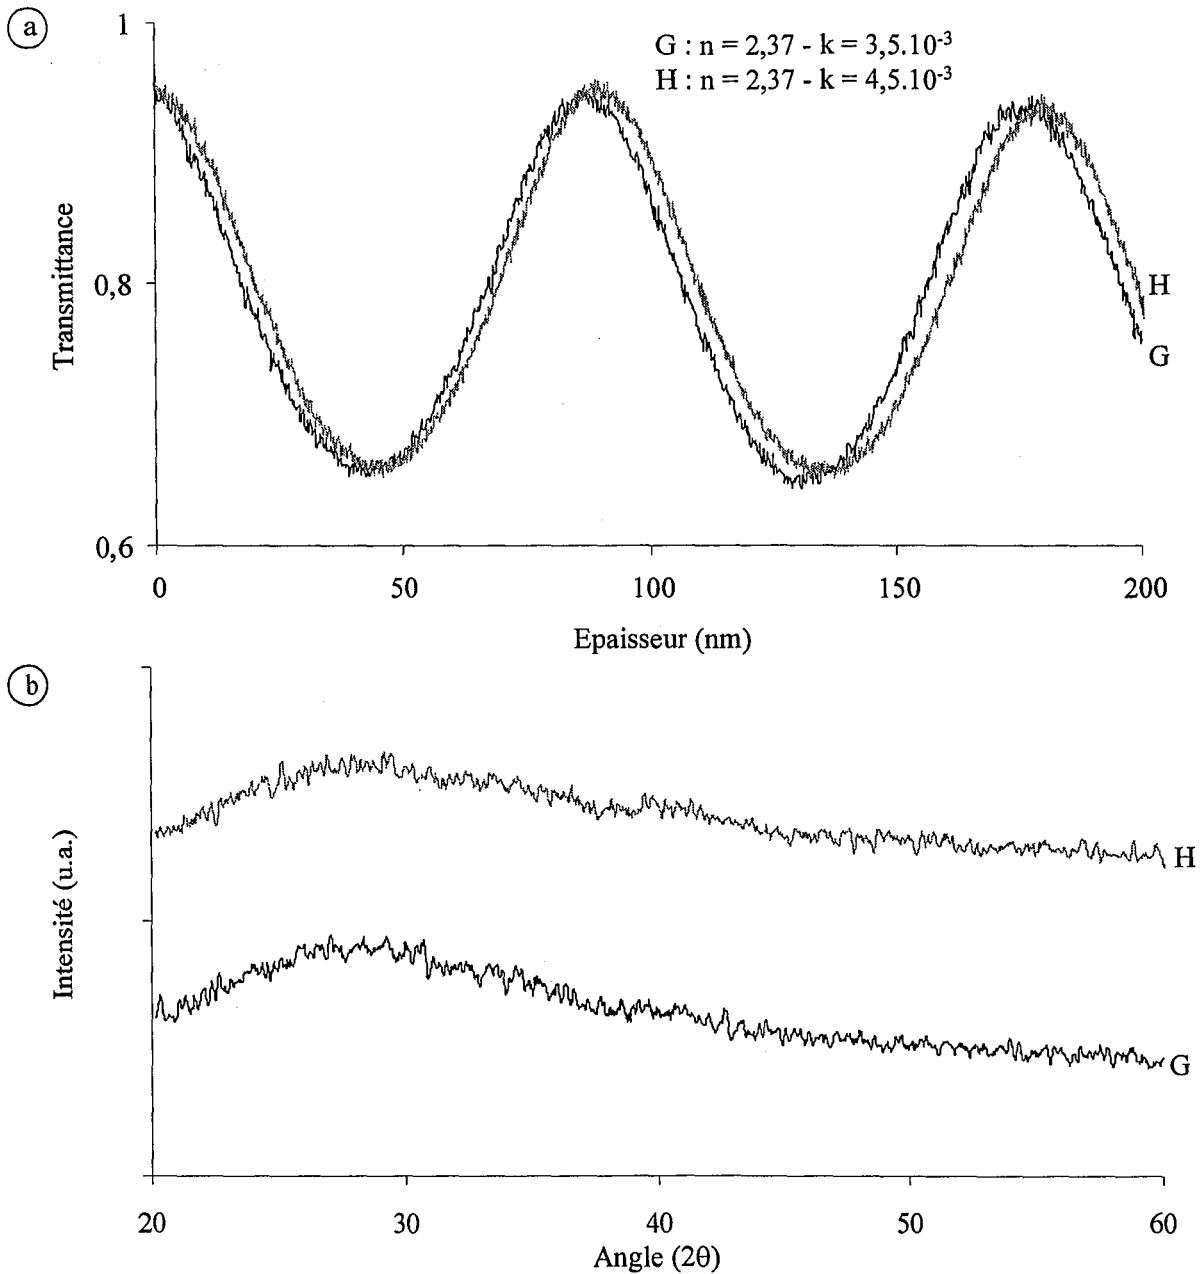 a
G : n = 2,37 - k = 3,5.10⁻³
H : n = 2,37 - k = 4,5.10⁻³
1
0,8
0,6
Transmittance
H
G
0 50 100 150 200
Epaisseur (nm)
b
Intensité (u.a.)
H
G
20 30 40 50 60
Angle (2θ)